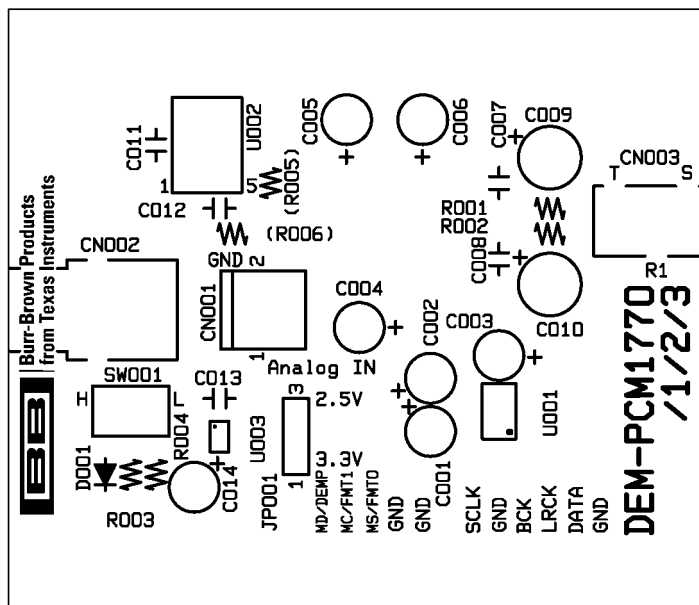 C005
C006
C007
C009
C011
U002
(R005)
CN003
T
S
1
5
C012
R001
R002
(R006)
C008
CN002
GND
2
R1
CN001
C004
C002
C003
C010
1
Burr-Brown Products
from Texas Instruments
DEM-PCM1770
/1/2/3
Analog IN
SW001
H
L
C013
3
2.5V
R004
U003
U001
BB
D001
3.3V
C001
C014
JP001
1
R003
MD/DEMP
MC/FMT1
MS/FMT0
GND
GND
SCLK
GND
BCK
LRCK
DATA
GND